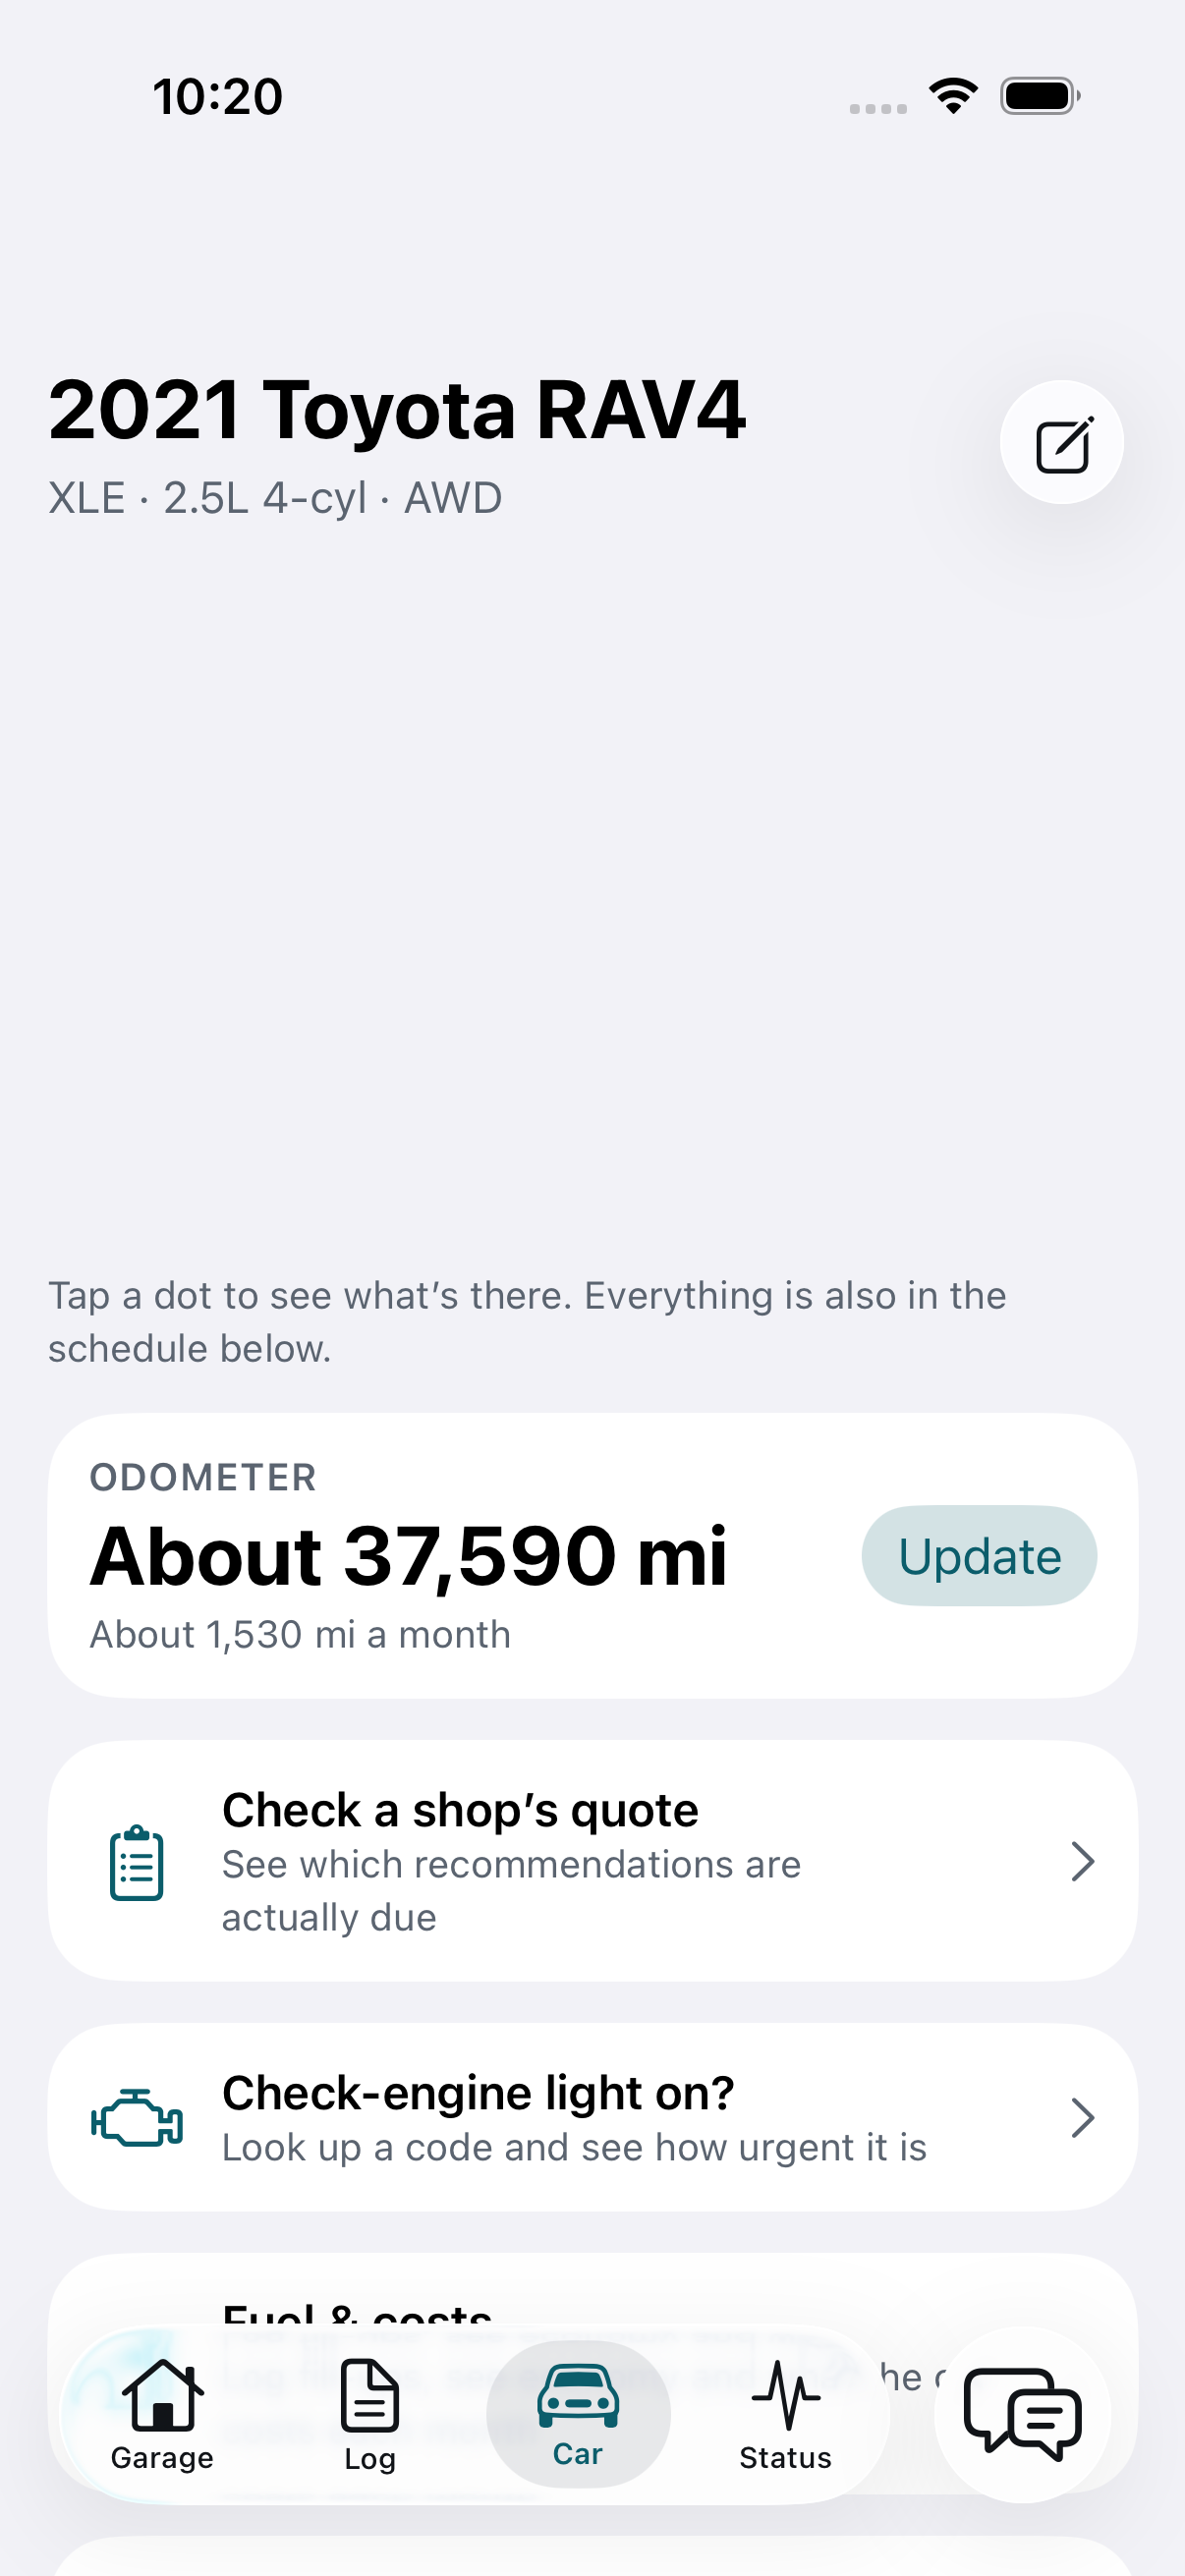 10:20
2021 Toyota RAV4
XLE · 2.5L 4-cyl · AWD
Tap a dot to see what’s there. Everything is also in the
schedule below.
ODOMETER
About 37,590 mi
Update
About 1,530 mi a month
Check a shop’s quote
See which recommendations are
actually due
Check-engine light on?
Look up a code and see how urgent it is
Fuel & costs
Garage
Log
Car
Status